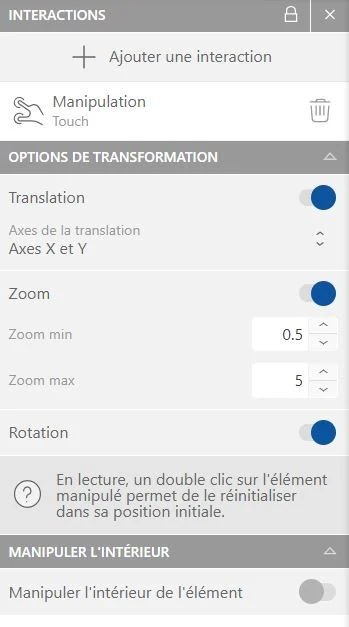 INTERACTIONS
Ajouter une interaction
Manipulation
Touch
OPTIONS DE TRANSFORMATION
Translation
Axes de la translation
Axes X et Y
Zoom
Zoom min 0.5
Zoom max 5
Rotation
En lecture, un double clic sur l'élément
manipulé permet de le réinitialiser
dans sa position initiale.
MANIPULER L'INTÉRIEUR
Manipuler l'intérieur de l'élément